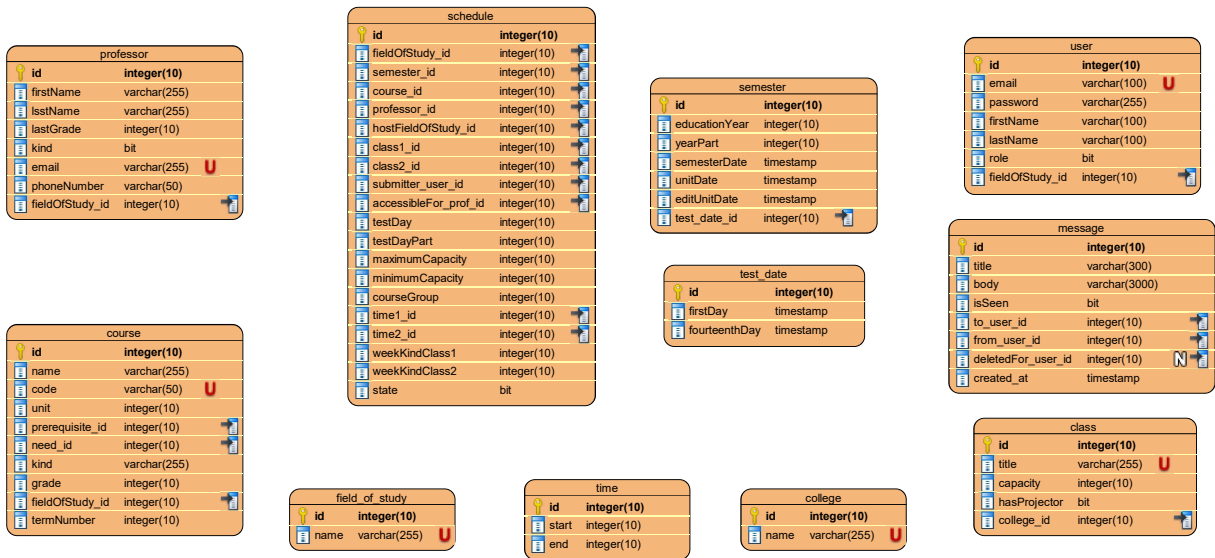 professor
id integer(10)
firstName varchar(255)
lsstName varchar(255)
lastGrade integer(10)
kind bit
email varchar(255) U
phoneNumber varchar(50)
fieldOfStudy_id integer(10)
schedule
id integer(10)
fieldOfStudy_id integer(10)
semester_id integer(10)
course_id integer(10)
professor_id integer(10)
hostFieldOfStudy_id integer(10)
class1_id integer(10)
class2_id integer(10)
submitter_user_id integer(10)
accessibleFor_prof_id integer(10)
testDay integer(10)
testDayPart integer(10)
maximumCapacity integer(10)
minimumCapacity integer(10)
courseGroup integer(10)
time1_id integer(10)
time2_id integer(10)
weekKindClass1 integer(10)
weekKindClass2 integer(10)
state bit
semester
id integer(10)
educationYear integer(10)
yearPart integer(10)
semesterDate timestamp
unitDate timestamp
editUnitDate timestamp
test_date_id integer(10)
user
id integer(10)
email varchar(100) U
password varchar(255)
firstName varchar(100)
lastName varchar(100)
role bit
fieldOfStudy_id integer(10)
test_date
id integer(10)
firstDay timestamp
fourteenthDay timestamp
message
id integer(10)
title varchar(300)
body varchar(3000)
isSeen bit
to_user_id integer(10)
from_user_id integer(10)
deletedFor_user_id integer(10) N
created_at timestamp
course
id integer(10)
name varchar(255)
code varchar(50) U
unit integer(10)
prerequisite_id integer(10)
need_id integer(10)
kind varchar(255)
grade integer(10)
fieldOfStudy_id integer(10)
termNumber integer(10)
field_of_study
id integer(10)
name varchar(255) U
time
id integer(10)
start integer(10)
end integer(10)
college
id integer(10)
name varchar(255) U
class
id integer(10)
title varchar(255) U
capacity integer(10)
hasProjector bit
college_id integer(10)